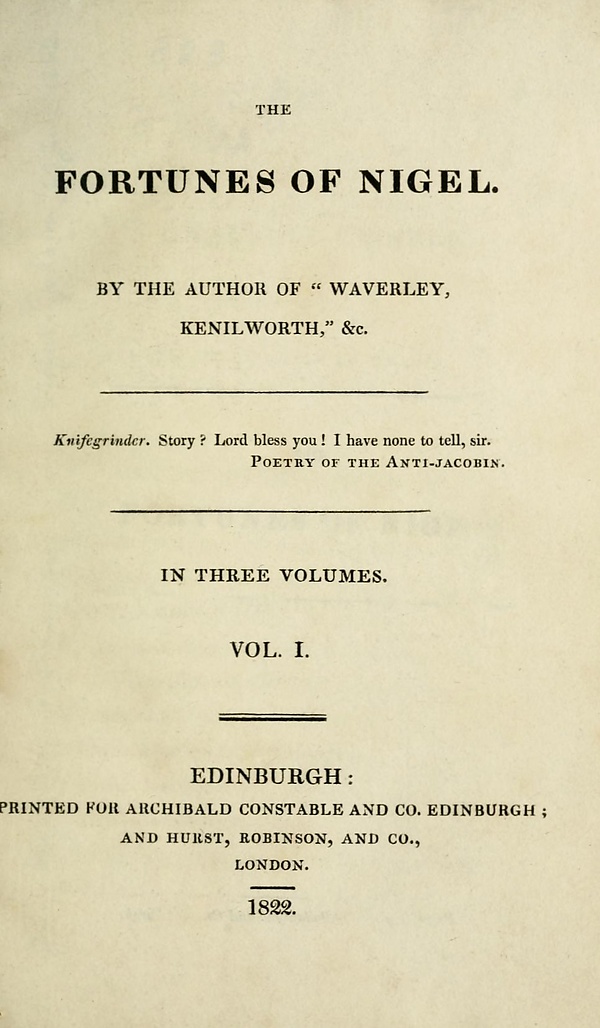 THE
FORTUNES OF NIGEL.
BY THE AUTHOR OF “ WAVERLEY,
KENILWORTH,” &c.
Knifegrinder. Story ? Lord bless you ! I have none to tell, sir.
POETRY OF THE ANTI-JACOBIN.
IN THREE VOLUMES.
VOL. I.
EDINBURGH :
PRINTED FOR ARCHIBALD CONSTABLE AND CO. EDINBURGH ;
AND HURST, ROBINSON, AND CO.,
LONDON.
1822.